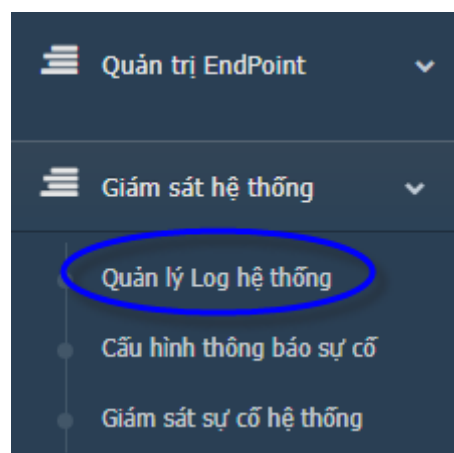 Quản trị EndPoint
Giám sát hệ thống
Quản lý Log hệ thống
Cấu hình thông báo sự cố
Giám sát sự cố hệ thống